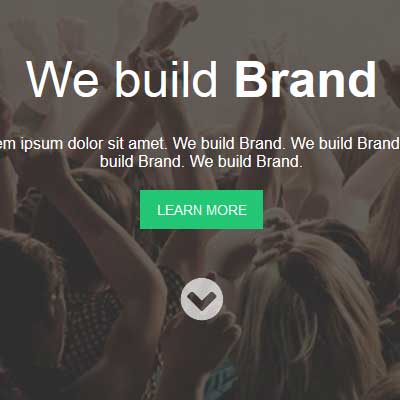 We build Brand
em ipsum dolor sit amet. We build Brand. We build Brand
build Brand. We build Brand.
LEARN MORE